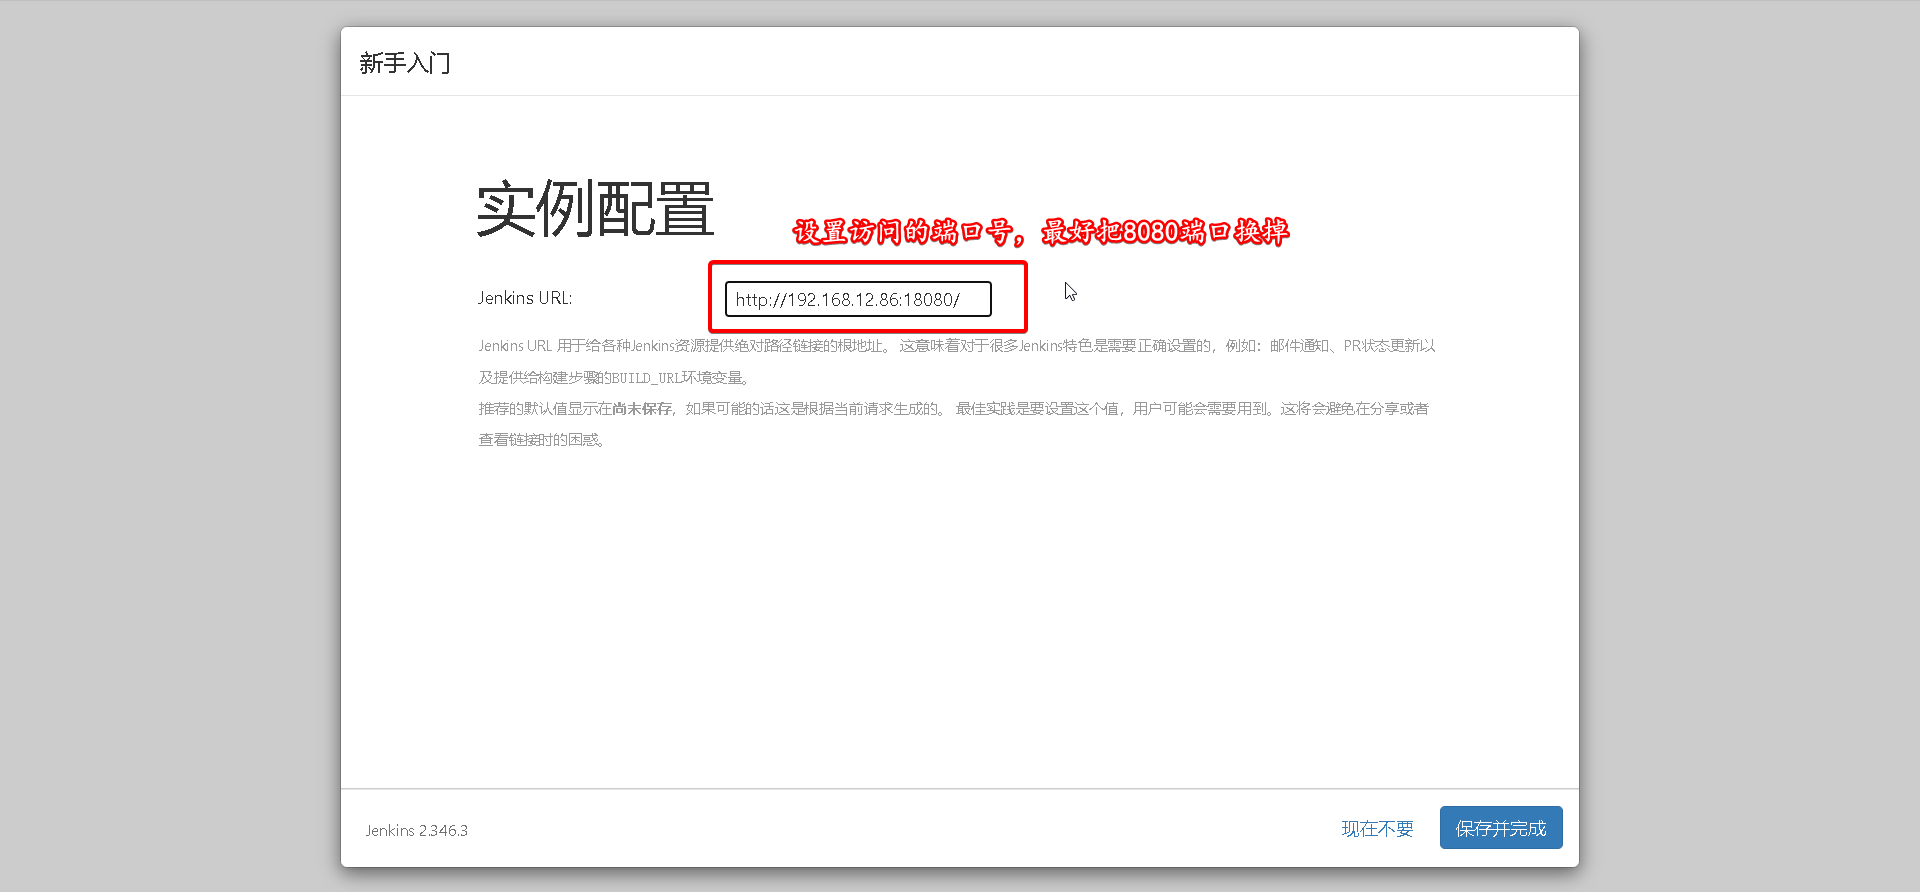 新手入门
实例配置
设置访问的端口号，最好把8080端口换掉
Jenkins URL:
http://192.168.12.86:18080/
Jenkins URL 用于给各种Jenkins资源提供绝对路径链接的根地址。 这意味着对于很多Jenkins特色是需要正确设置的，例如：邮件通知、PR状态更新以
及提供给构建步骤的BUILD_URL环境变量。
推荐的默认值显示在尚未保存，如果可能的话这是根据当前请求生成的。 最佳实践是要设置这个值，用户可能会需要用到。这将会避免在分享或者
查看链接时的困惑。
Jenkins 2.346.3
现在不要
保存并完成